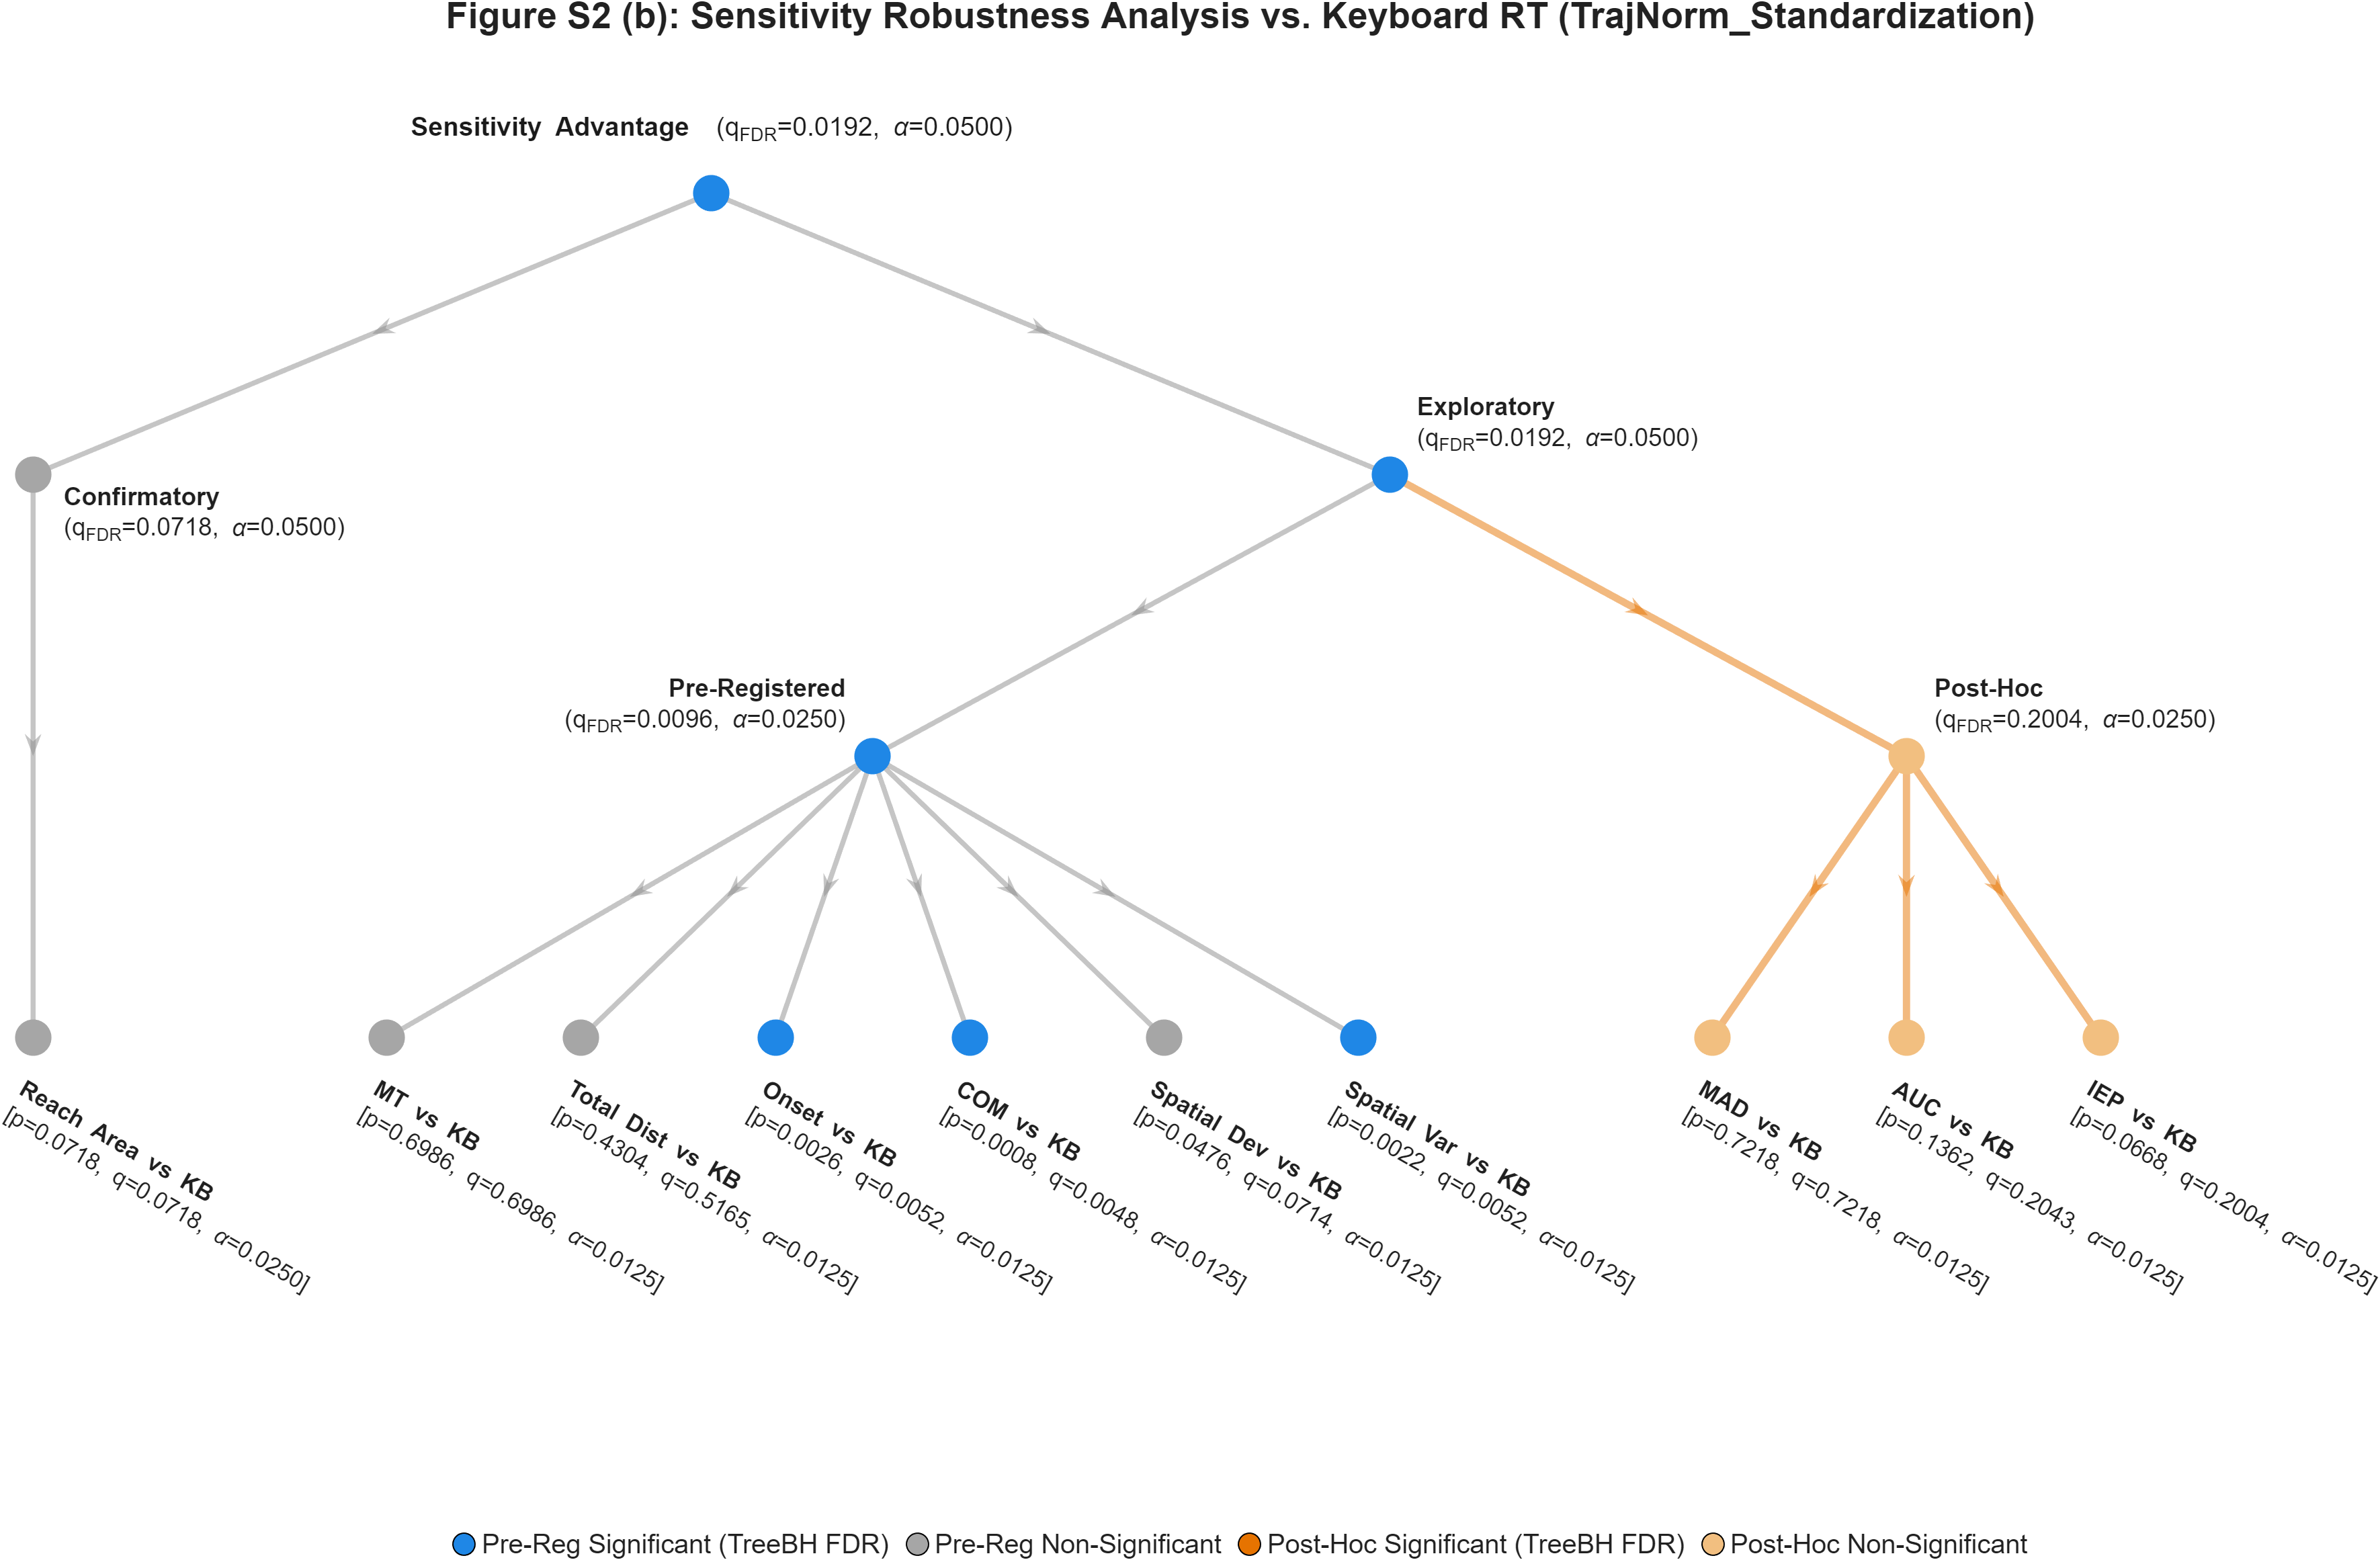 Figure S2 (b): Sensitivity Robustness Analysis vs. Keyboard RT (TrajNorm_Standardization)
Sensitivity Advantage (qFDR=0.0192, α=0.0500)
Exploratory
(qFDR=0.0192, α=0.0500)
Confirmatory
(qFDR=0.0718, α=0.0500)
Pre-Registered
(qFDR=0.0096, α=0.0250)
Post-Hoc
(qFDR=0.2004, α=0.0250)
Reach Area vs KB
[p=0.0718, q=0.0718, α=0.0250]
MT vs KB
[p=0.6986, q=0.6986, α=0.0125]
Total Dist vs KB
[p=0.4304, q=0.5165, α=0.0125]
Onset vs KB
[p=0.0026, q=0.0052, α=0.0125]
COM vs KB
[p=0.0008, q=0.0048, α=0.0125]
Spatial Dev vs KB
[p=0.0476, q=0.0714, α=0.0125]
Spatial Var vs KB
[p=0.0022, q=0.0052, α=0.0125]
MAD vs KB
[p=0.7218, q=0.7218, α=0.0125]
AUC vs KB
[p=0.1362, q=0.2043, α=0.0125]
IEP vs KB
[p=0.0668, q=0.2004, α=0.0125]
Pre-Reg Significant (TreeBH FDR)
Pre-Reg Non-Significant
Post-Hoc Significant (TreeBH FDR)
Post-Hoc Non-Significant